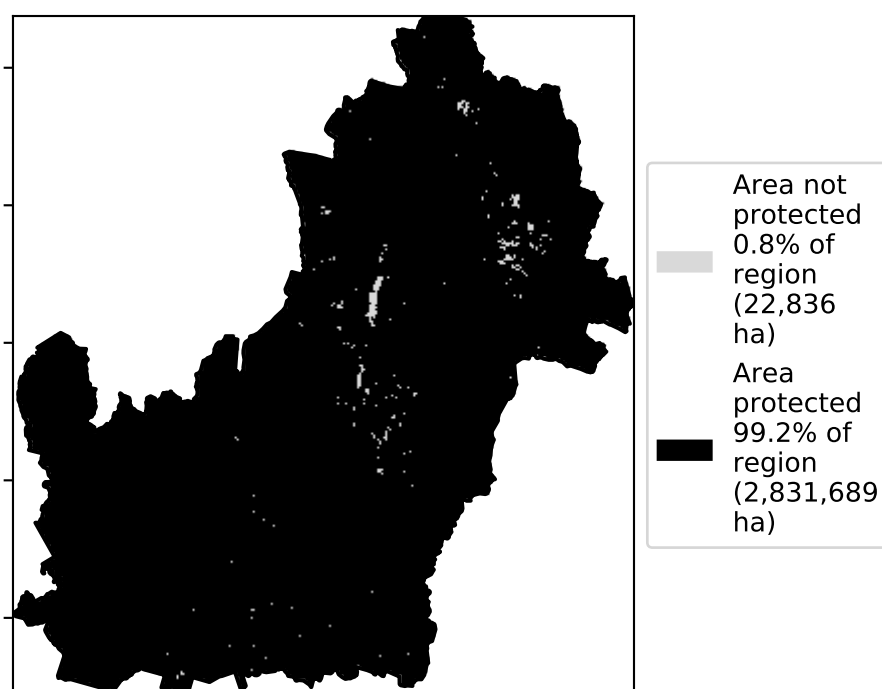 Area not
protected
0.8% of
region
(22,836
ha)
Area
protected
99.2% of
region
(2,831,689
ha)